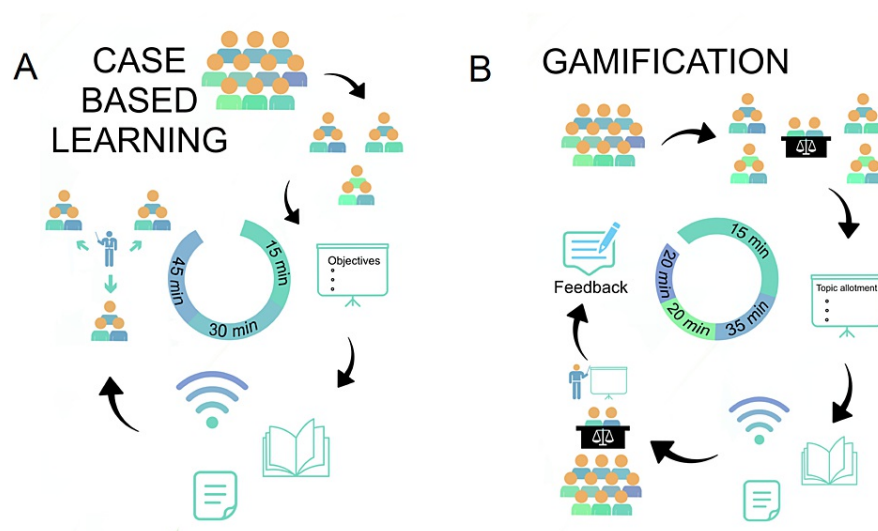 A
CASE
BASED
LEARNING
Objectives
15 min
30 min
45 min
B
GAMIFICATION
Topic allotment
15 min
35 min
20 min
20 min
Feedback